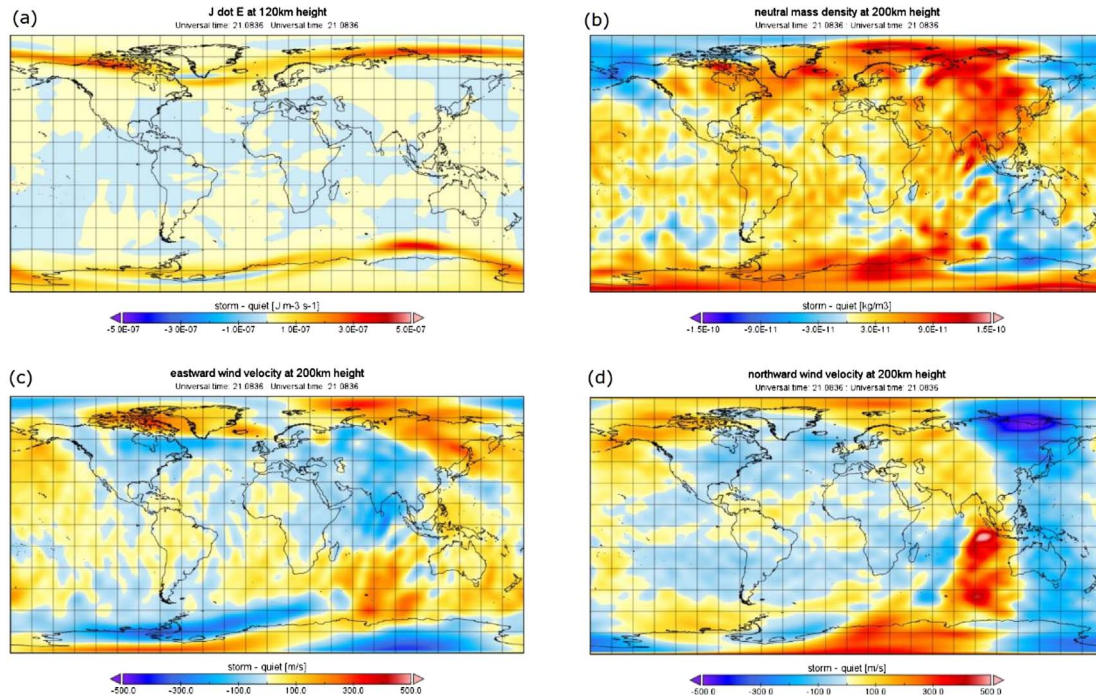 (a)
J dot E at 120km height
Universal time: 21.0836 : Universal time: 21.0836
storm - quiet [J m-3 s-1]
-5.0E-07 -3.0E-07 -1.0E-07 1.0E-07 3.0E-07 5.0E-07
(b)
neutral mass density at 200km height
Universal time: 21.0836 : Universal time: 21.0836
storm - quiet [kg/m3]
-1.5E-10 -9.0E-11 -3.0E-11 3.0E-11 9.0E-11 1.5E-10
(c)
eastward wind velocity at 200km height
Universal time: 21.0836 : Universal time: 21.0836
storm - quiet [m/s]
-500.0 -300.0 -100.0 100.0 300.0 500.0
(d)
northward wind velocity at 200km height
Universal time: 21.0836 : Universal time: 21.0836
storm - quiet [m/s]
-500.0 -300.0 -100.0 100.0 300.0 500.0